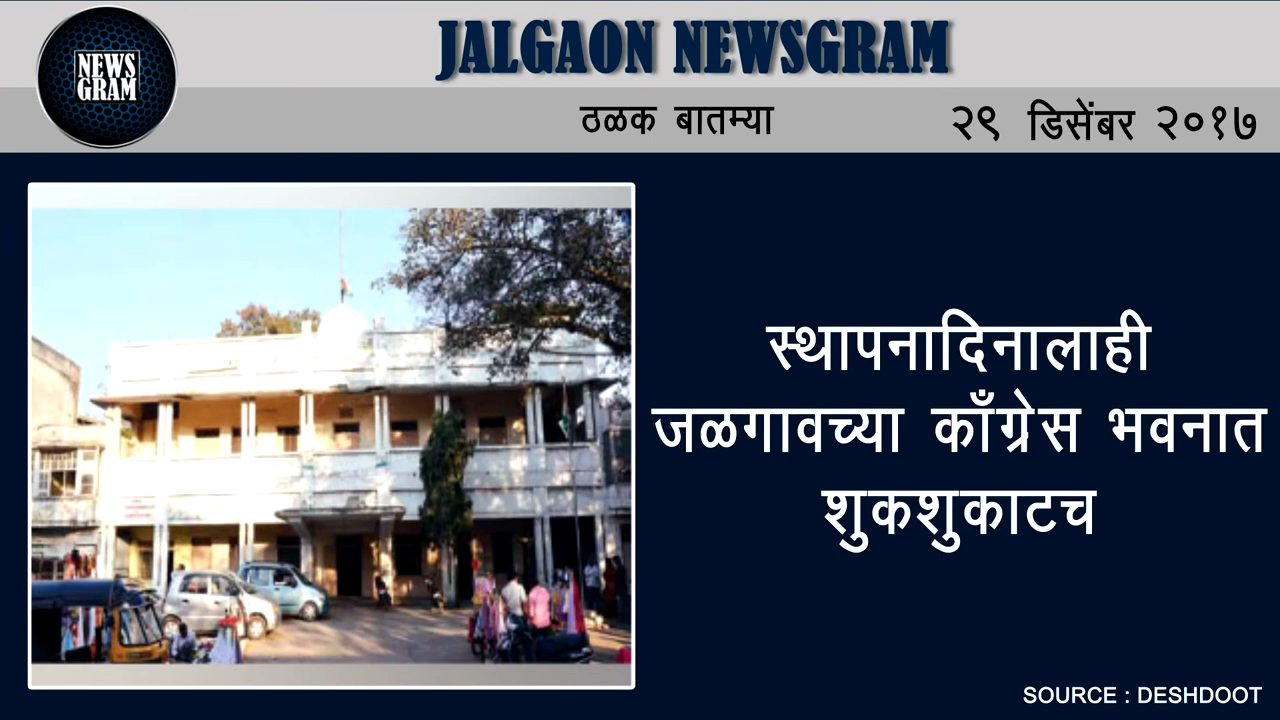 NEWS
GRAM
JALGAON NEWSGRAM
ठळक बातम्या
२९ डिसेंबर २०१७
स्थापनादिनालाही
जळगावच्या काँग्रेस भवनात
शुकशुकाटच
SOURCE : DESHDOOT